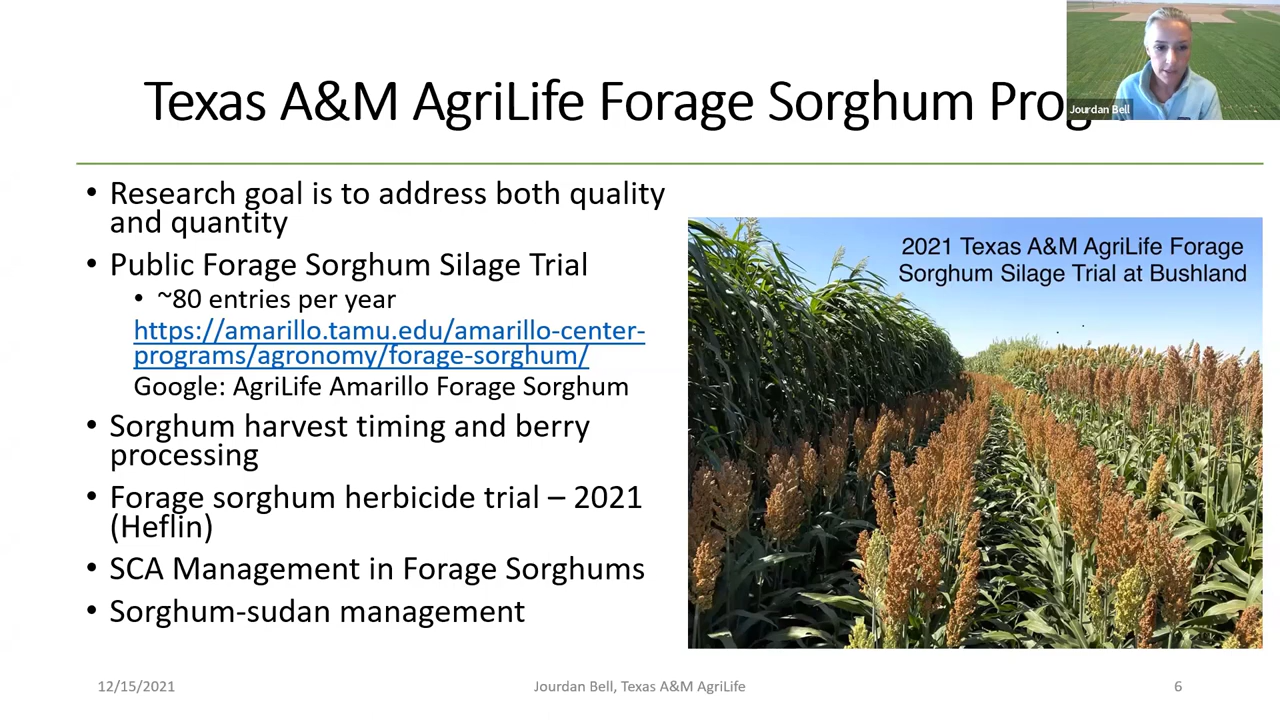 Texas A&M AgriLife Forage Sorghum Prog
Jourdan Bell
• Research goal is to address both quality
and quantity
• Public Forage Sorghum Silage Trial
• ~80 entries per year
https://amarillo.tamu.edu/amarillo-center-
programs/agronomy/forage-sorghum/
Google: AgriLife Amarillo Forage Sorghum
• Sorghum harvest timing and berry
processing
• Forage sorghum herbicide trial – 2021
(Heflin)
• SCA Management in Forage Sorghums
• Sorghum-sudan management
2021 Texas A&M AgriLife Forage
Sorghum Silage Trial at Bushland
12/15/2021
Jourdan Bell, Texas A&M AgriLife
6